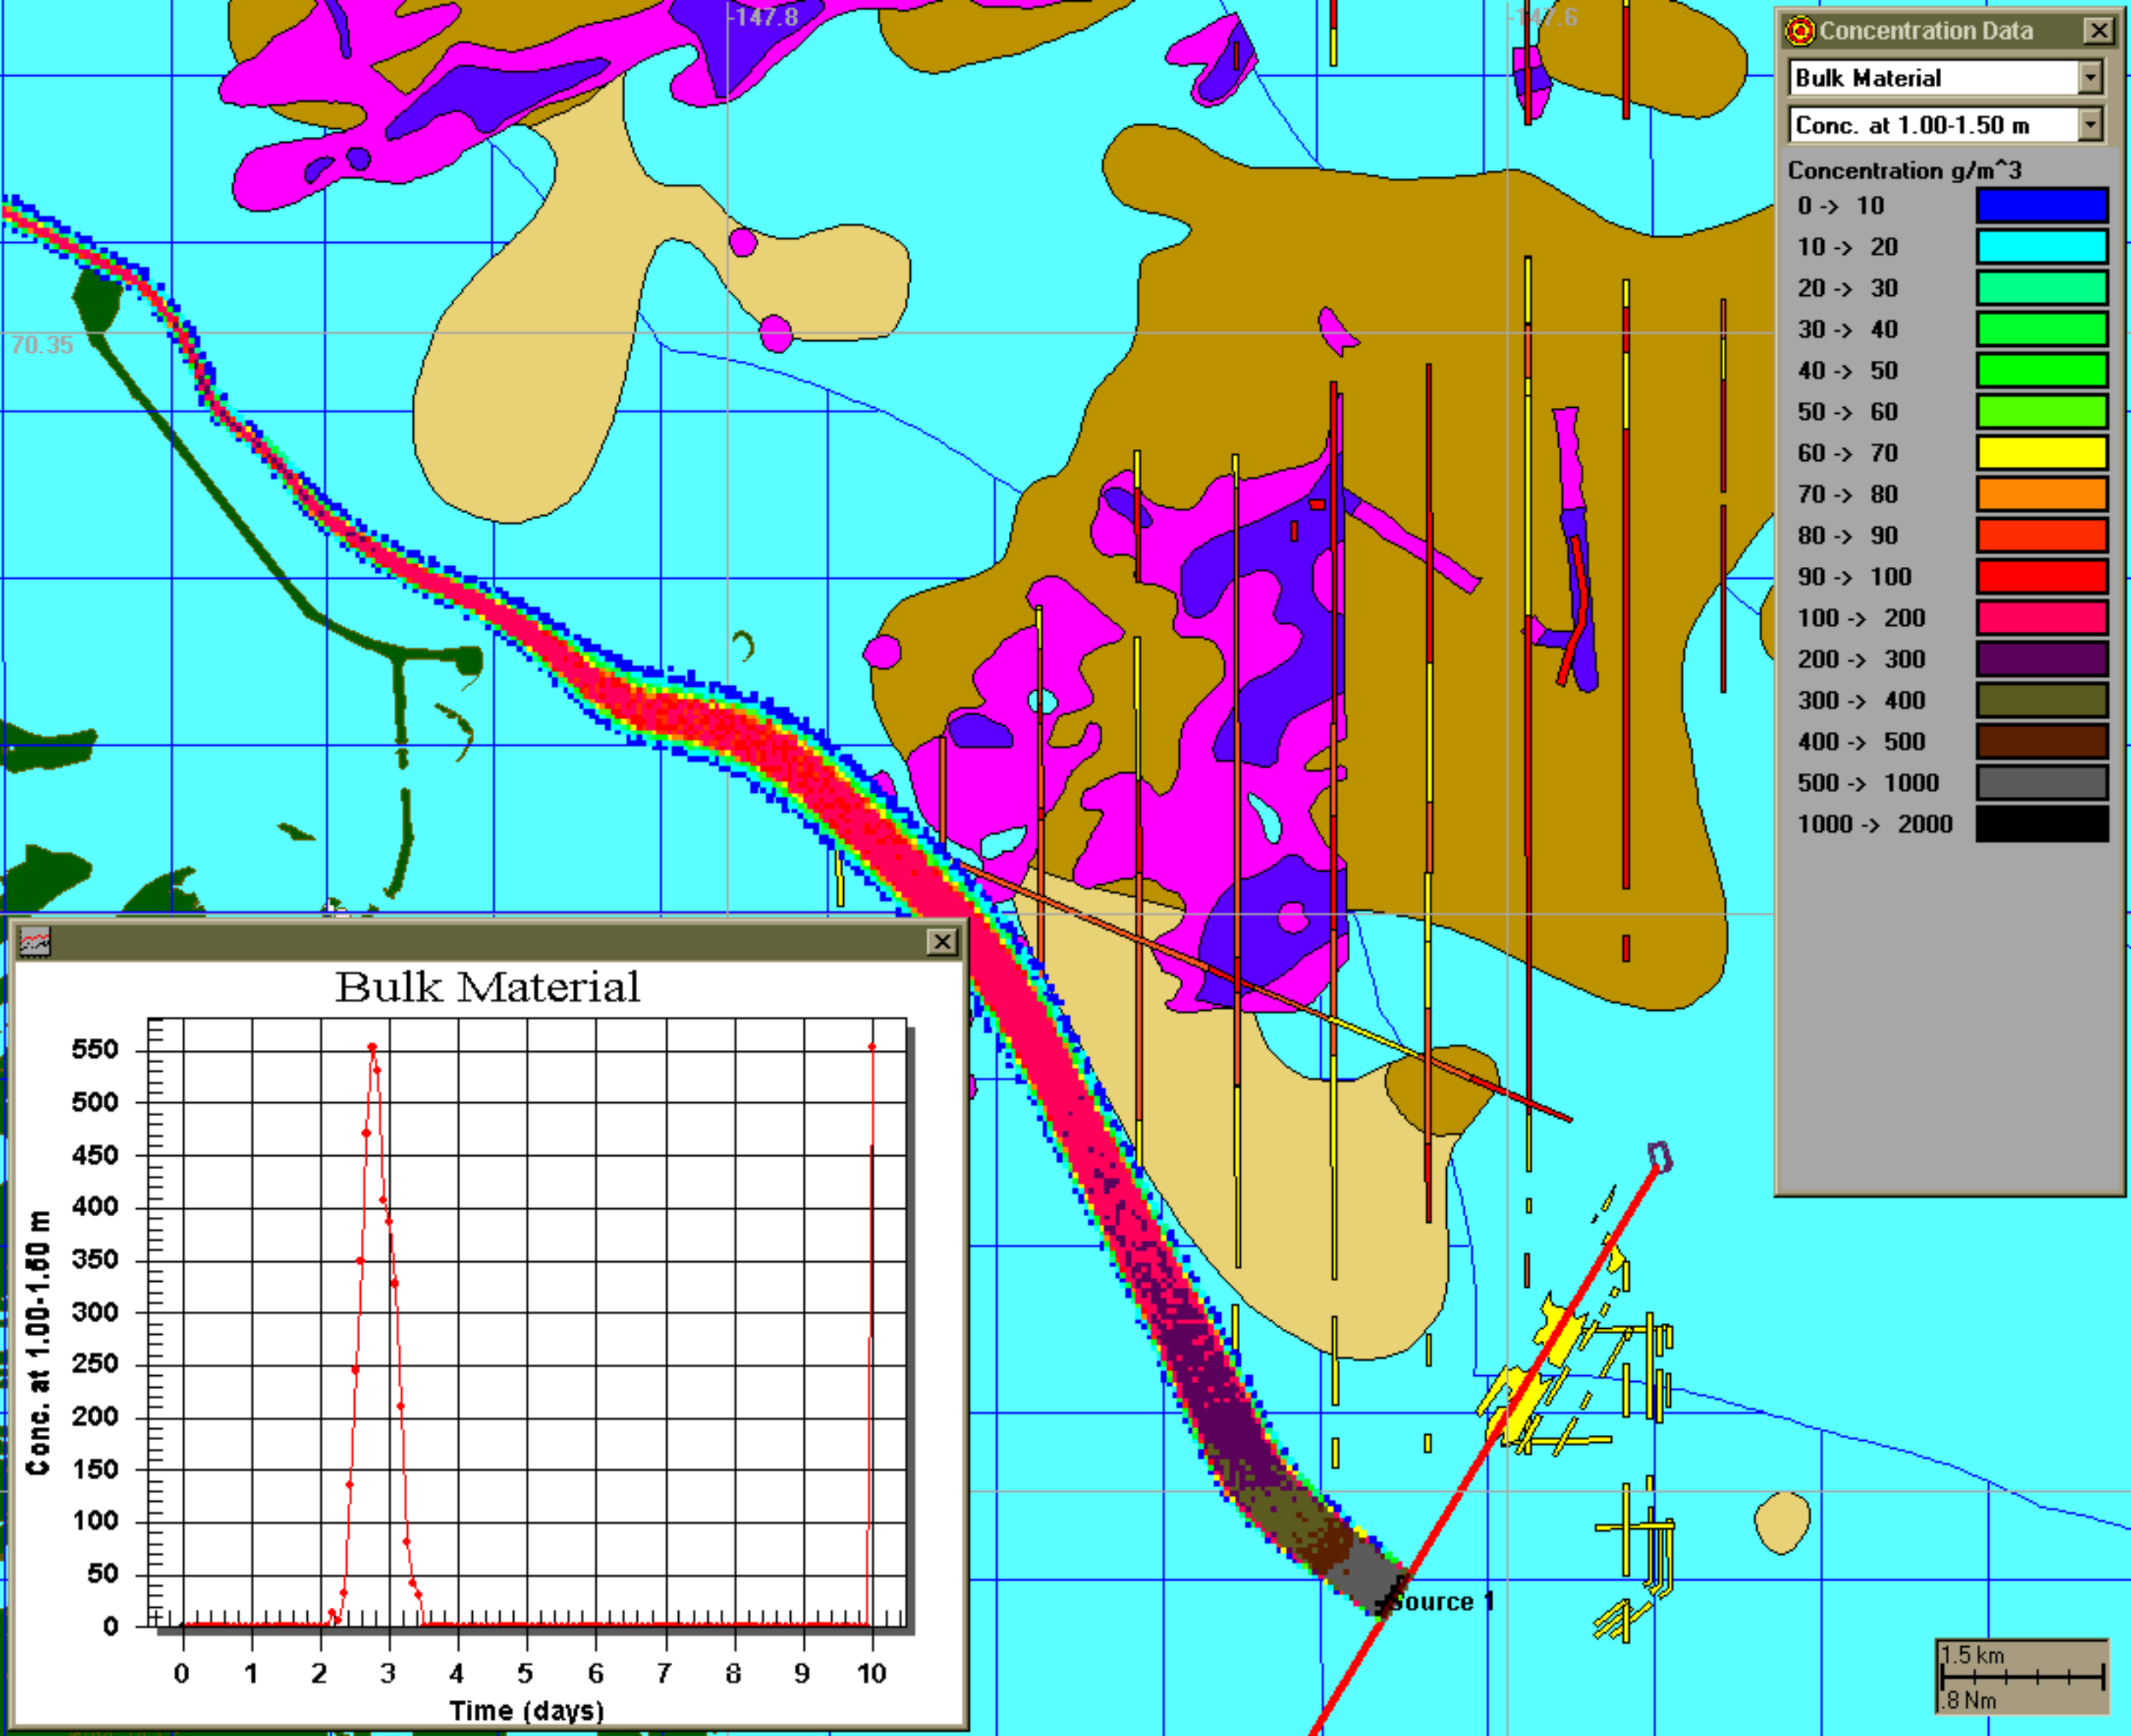 -147.8
-147.6
70.35
Concentration Data
Bulk Material
Conc. at 1.00-1.50 m
Concentration g/m^3
0 -> 10
10 -> 20
20 -> 30
30 -> 40
40 -> 50
50 -> 60
60 -> 70
70 -> 80
80 -> 90
90 -> 100
100 -> 200
200 -> 300
300 -> 400
400 -> 500
500 -> 1000
1000 -> 2000
Bulk Material
Conc. at 1.00-1.50 m
550
500
450
400
350
300
250
200
150
100
50
0
0 1 2 3 4 5 6 7 8 9 10
Time (days)
Source 1
1.5 km
.8 Nm